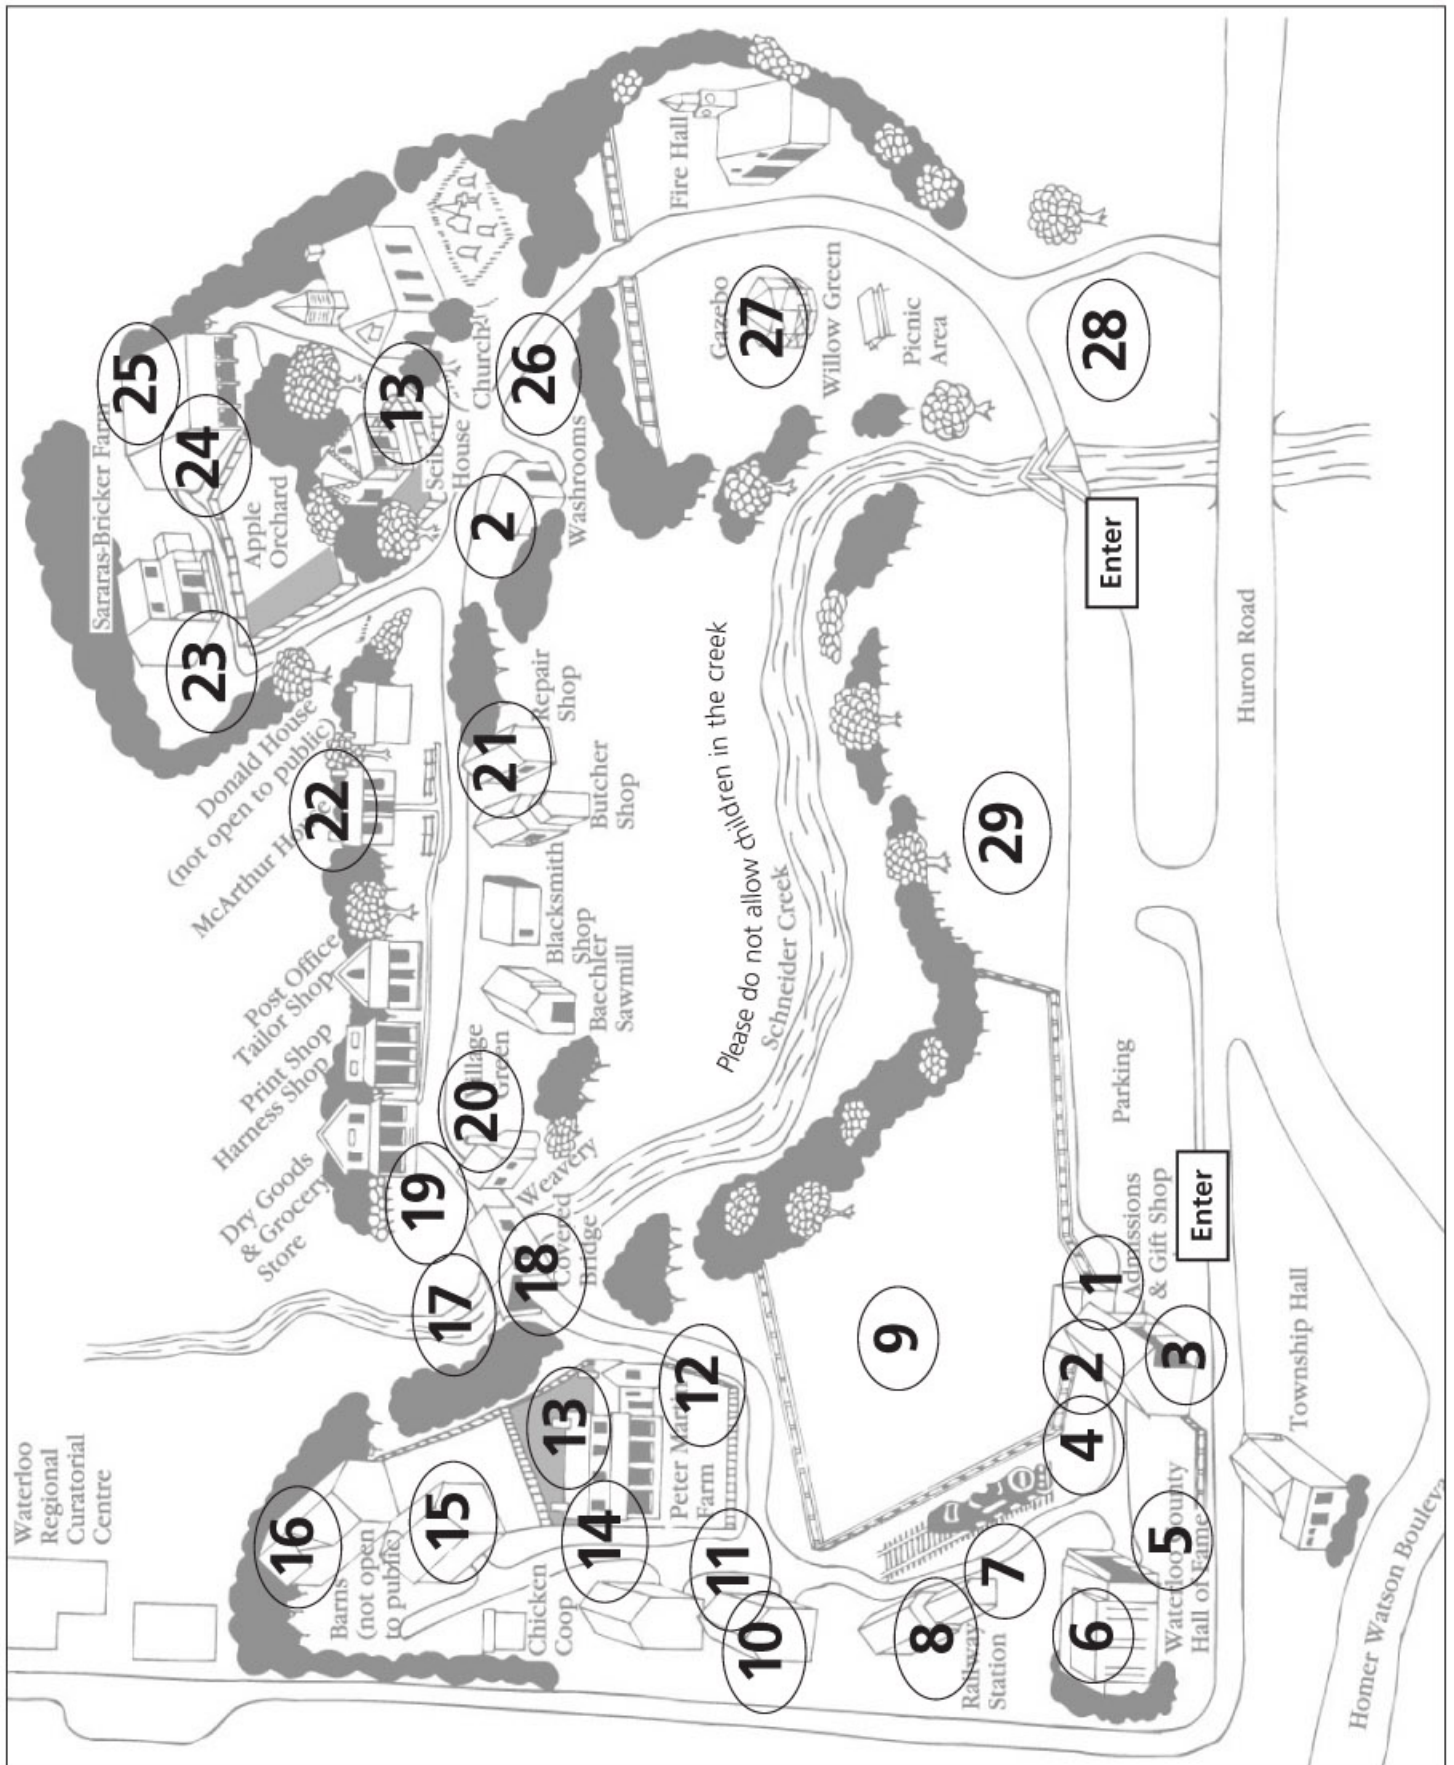 Waterloo
Regional
Curatorial
Centre
16
Barns
(not open
to public)
15
Chicken
Coop
14
13
Peter Martin
Farm
12
11
10
17
18
Covered
Bridge
19
Dry Goods
& Grocery
Store
Harness Shop
Print Shop
Tailor Shop
Post Office
20
Village
Green
Weavery
Baechler
Sawmill
Blacksmith
Shop
Butcher
Shop
21
Repair
Shop
McArthur House
22
Donald House
(not open to public)
23
Sararas-Bricker Farm
24
25
Apple
Orchard
13
Seibert
House
Church
2
Washrooms
26
Fire Hall
Gazebo
27
Willow Green
Picnic
Area
28
Please do not allow children in the creek
Schneider Creek
29
9
8
Railway
Station
7
6
5
Waterloo County
Hall of Fame
4
2
3
1
Admissions
& Gift Shop
Parking
Enter
Enter
Township Hall
Huron Road
Homer Watson Bouleva